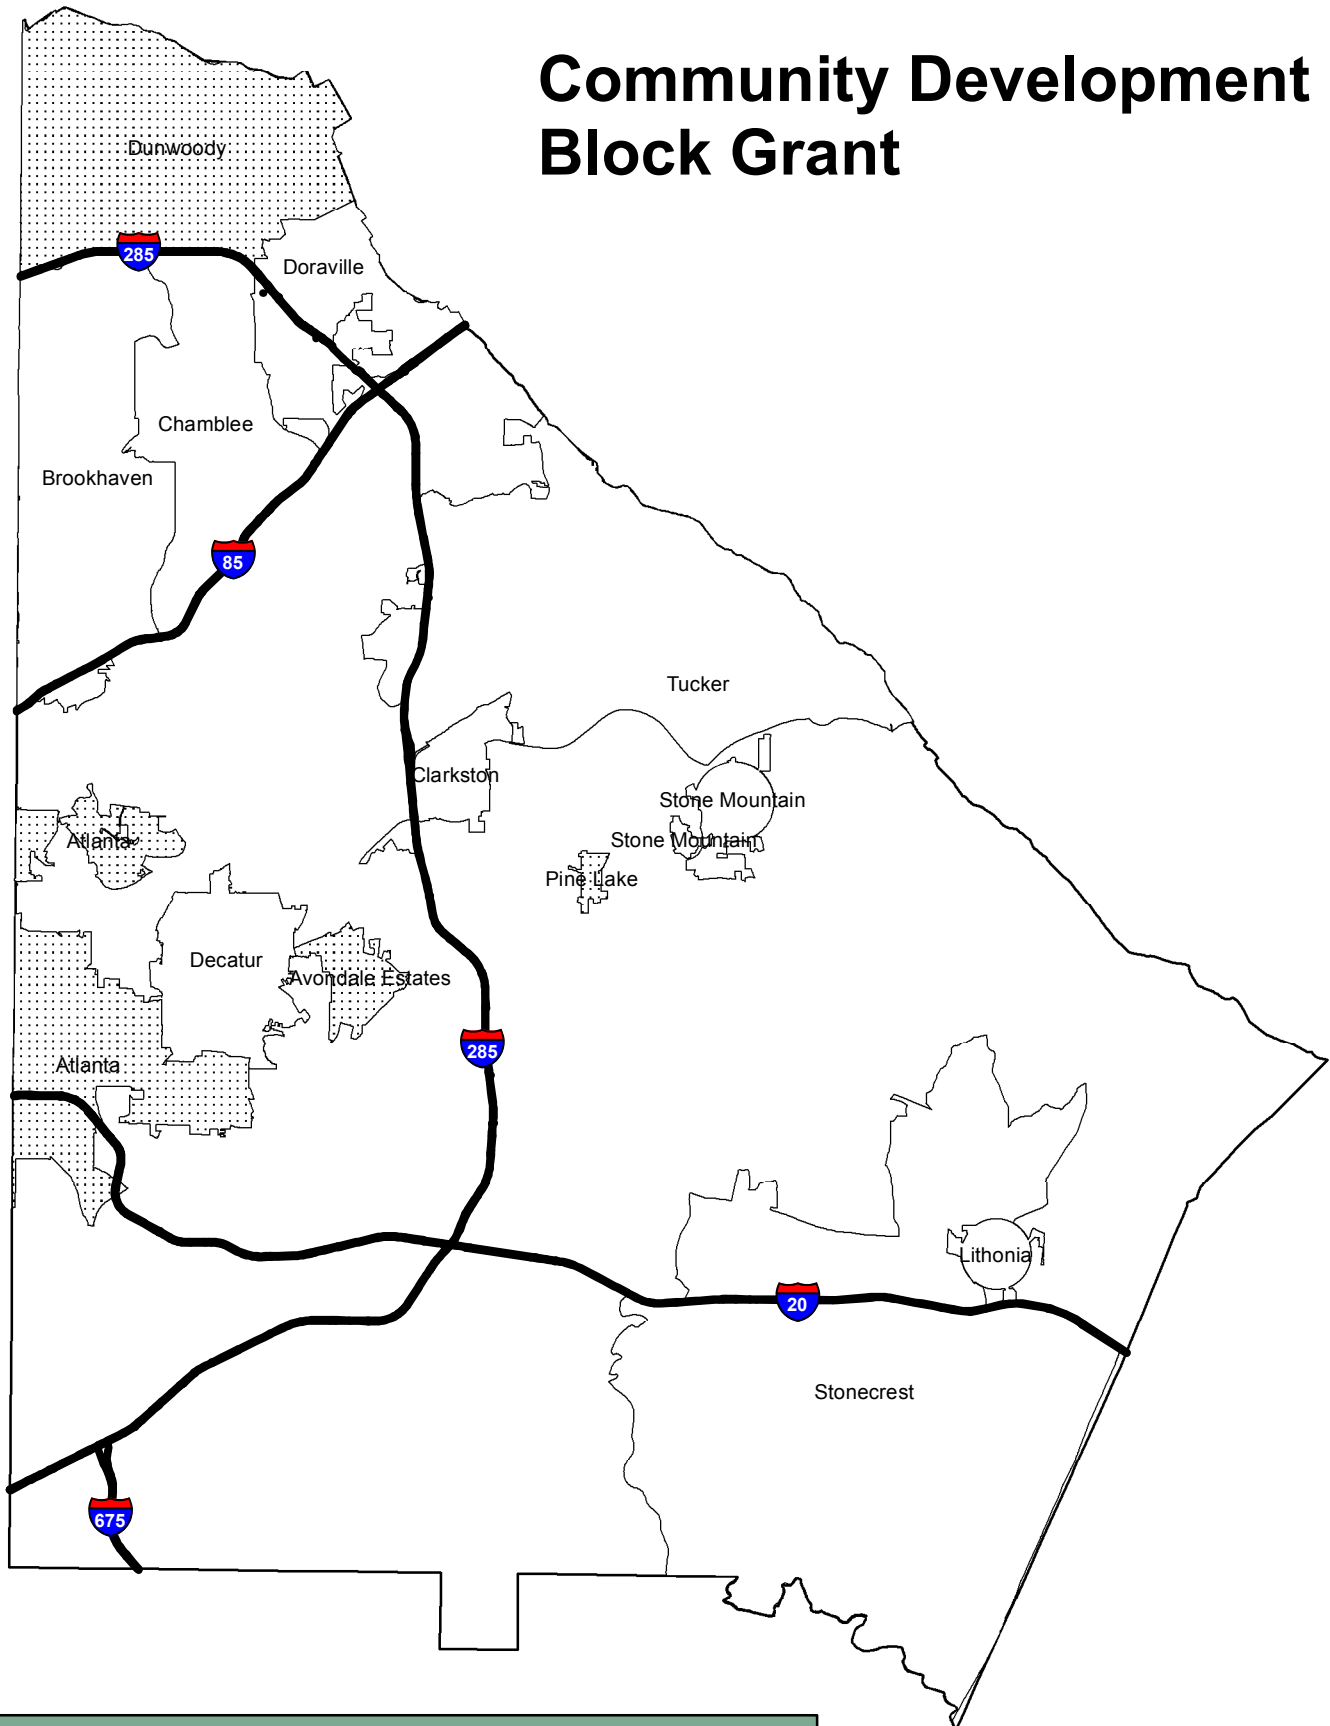 Community Development
Block Grant
Dunwoody
285
Doraville
Chamblee
Brookhaven
85
Tucker
Clarkston
Stone Mountain
Stone Mountain
Atlanta
Pine Lake
Decatur
Avondale Estates
285
Atlanta
Lithonia
20
Stonecrest
675